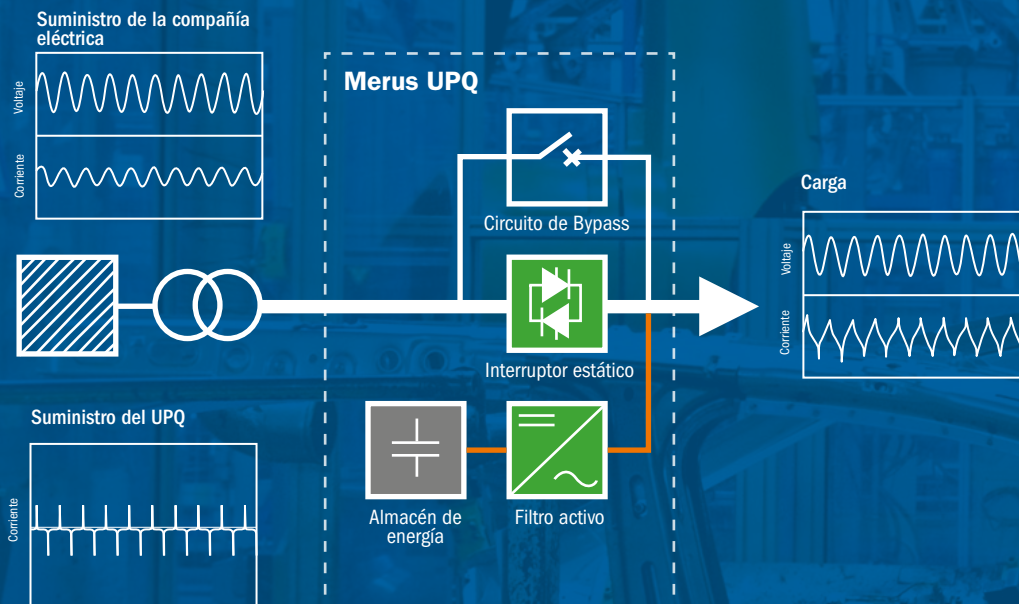 Suministro de la compañía
eléctrica
Voltaje
Corriente
Merus UPQ
Circuito de Bypass
Interruptor estático
Almacén de
energía
Filtro activo
Carga
Voltaje
Corriente
Suministro del UPQ
Corriente